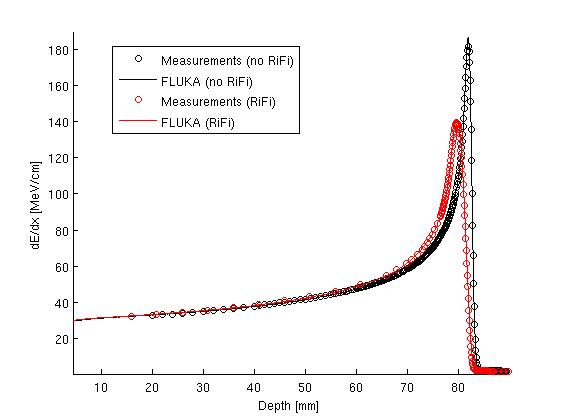 180
160
140
120
100
80
60
40
20
dE/dx [MeV/cm]
Measurements (no RiFi)
FLUKA (no RiFi)
Measurements (RiFi)
FLUKA (RiFi)
10 20 30 40 50 60 70 80
Depth [mm]